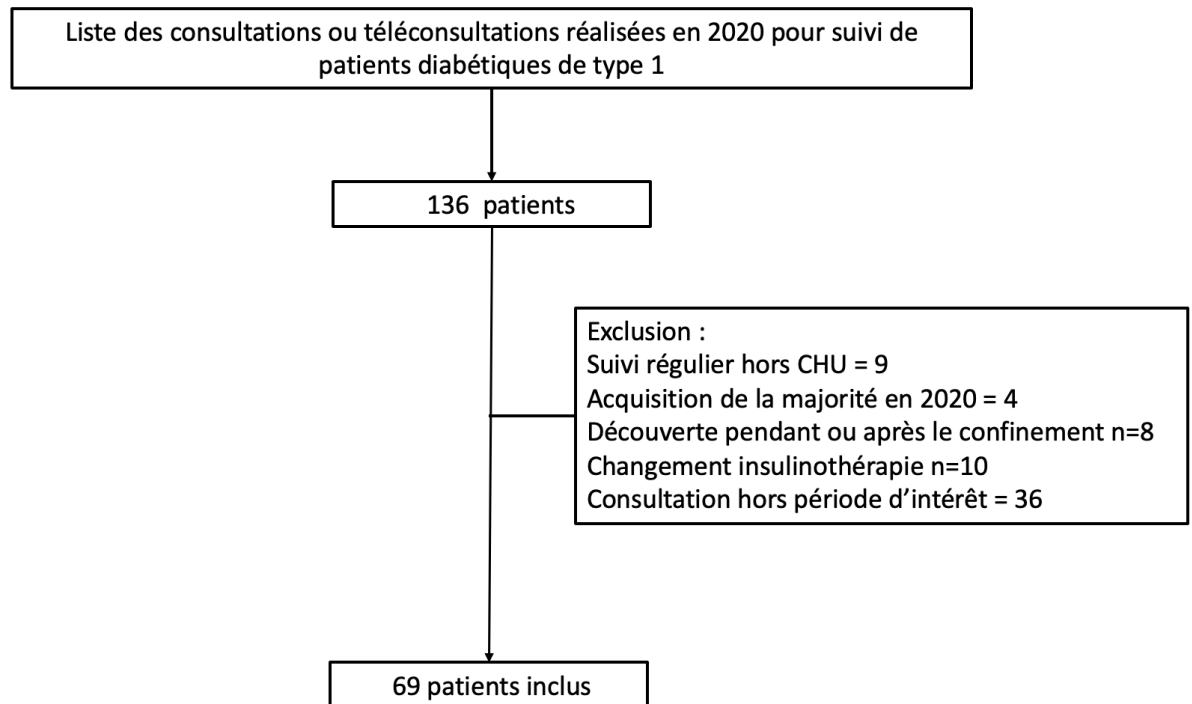 Liste des consultations ou téléconsultations réalisées en 2020 pour suivi de
patients diabétiques de type 1
136 patients
Exclusion :
Suivi régulier hors CHU = 9
Acquisition de la majorité en 2020 = 4
Découverte pendant ou après le confinement n=8
Changement insulinothérapie n=10
Consultation hors période d’intérêt = 36
69 patients inclus